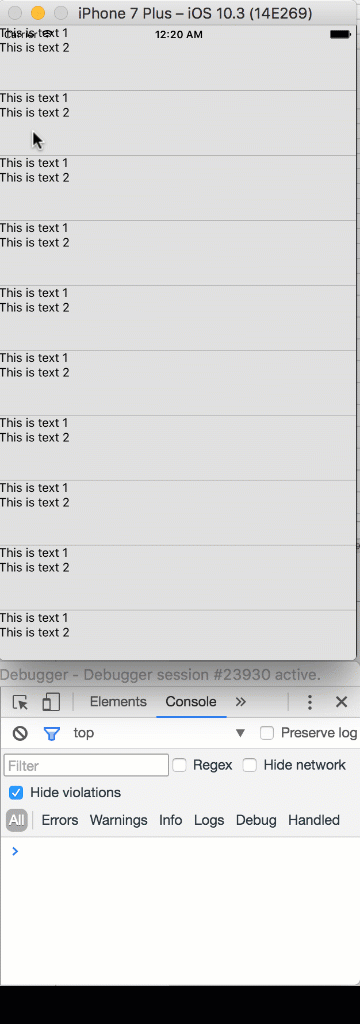 iPhone 7 Plus – iOS 10.3 (14E269)
This is text 1
Carrier 12:20 AM
This is text 2
This is text 1
This is text 2
This is text 1
This is text 2
This is text 1
This is text 2
This is text 1
This is text 2
This is text 1
This is text 2
This is text 1
This is text 2
This is text 1
This is text 2
This is text 1
This is text 2
This is text 1
This is text 2
Debugger - Debugger session #23930 active.
Elements Console »
top Preserve log
Filter Regex Hide network
Hide violations
All Errors Warnings Info Logs Debug Handled